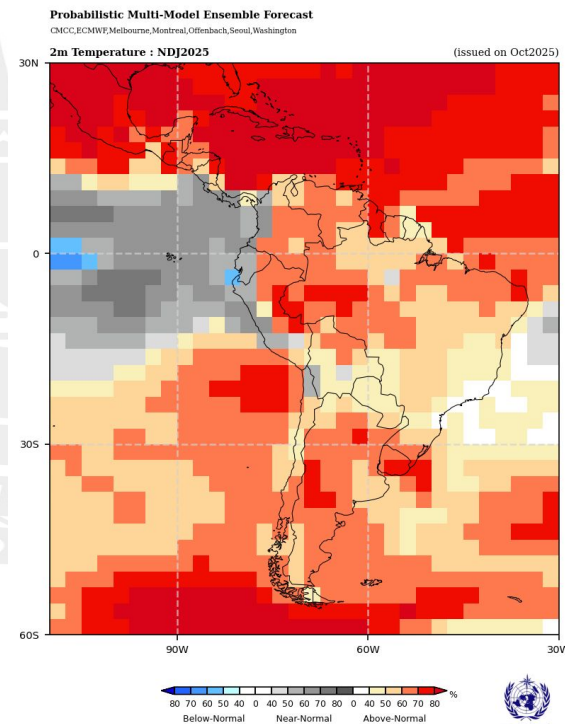 Probabilistic Multi-Model Ensemble Forecast
CMCC,ECMWF,Melbourne,Montreal,Offenbach,Seoul,Washington
2m Temperature : NDJ2025 (issued on Oct2025)
30N
0
30S
60S
90W 60W 30W
80 70 60 50 40 0 40 50 60 70 80 0 40 50 60 70 80 %
Below-Normal Near-Normal Above-Normal